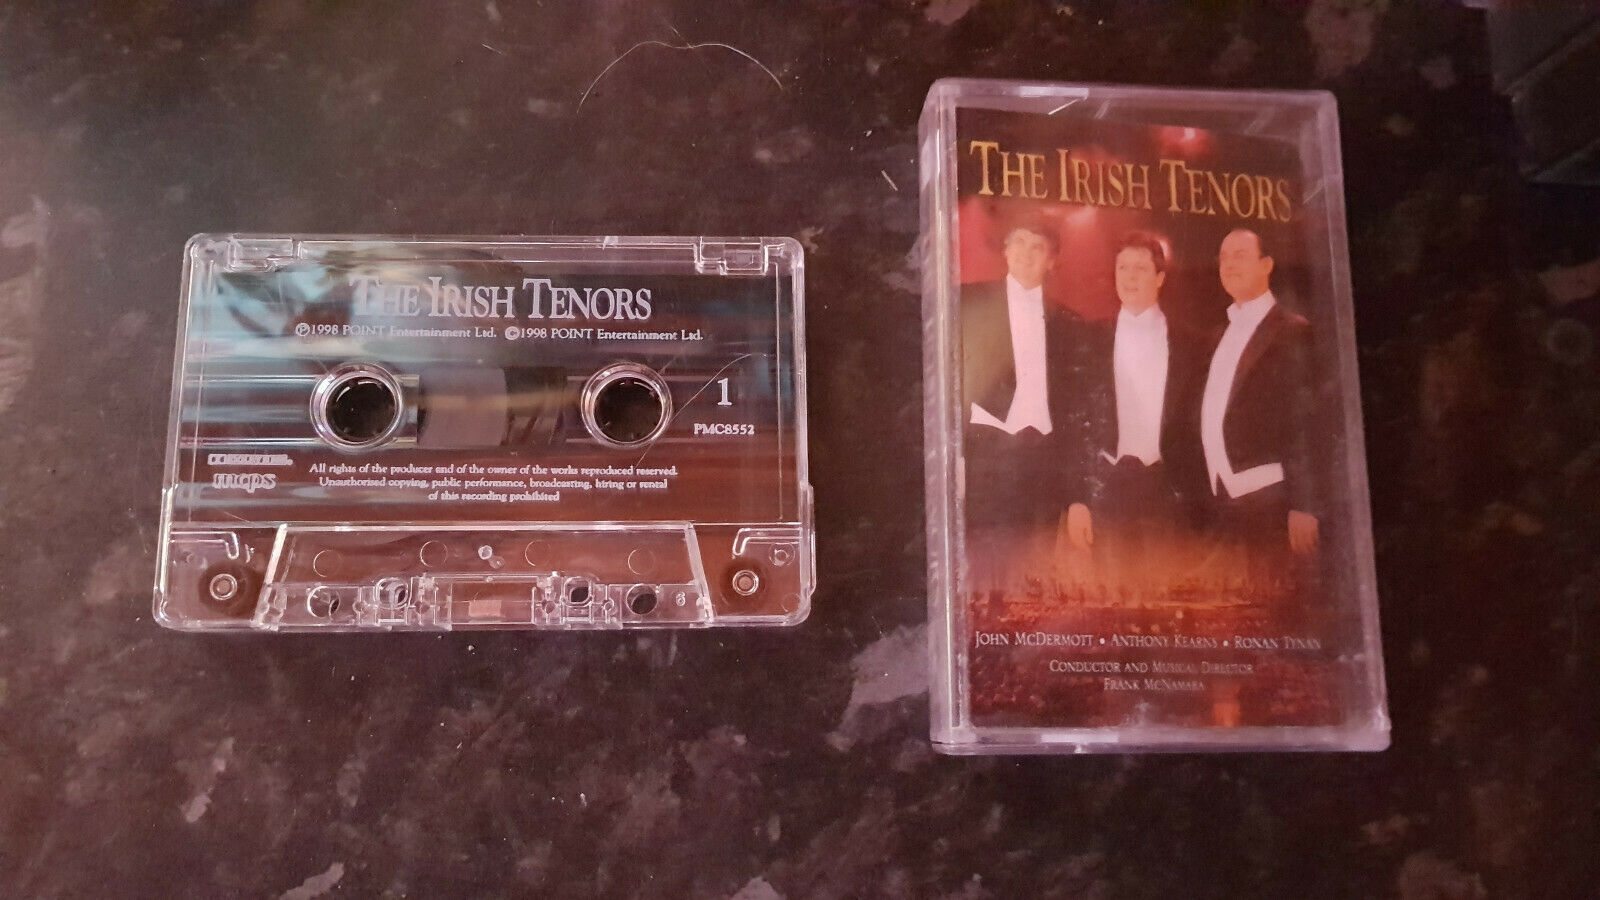 THE IRISH TENORS
℗1998 POINT Entertainment Ltd. ©1998 POINT Entertainment Ltd.
1
PMC8552
mcps
All rights of the producer and of the owner of the works reproduced reserved.
Unauthorised copying, public performance, broadcasting, hiring or rental
of this recording prohibited
6
THE IRISH TENORS
JOHN MCDERMOTT • ANTHONY KEARNS • RONAN TYNAN
CONDUCTOR AND MUSICAL DIRECTOR
FRANK MCNAMARA